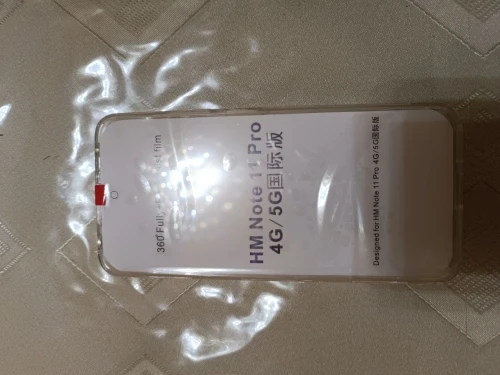 360°Full film
HM Note 11 Pro
4G/5G国际版
Designed for HM Note 11 Pro 4G/5G国际版